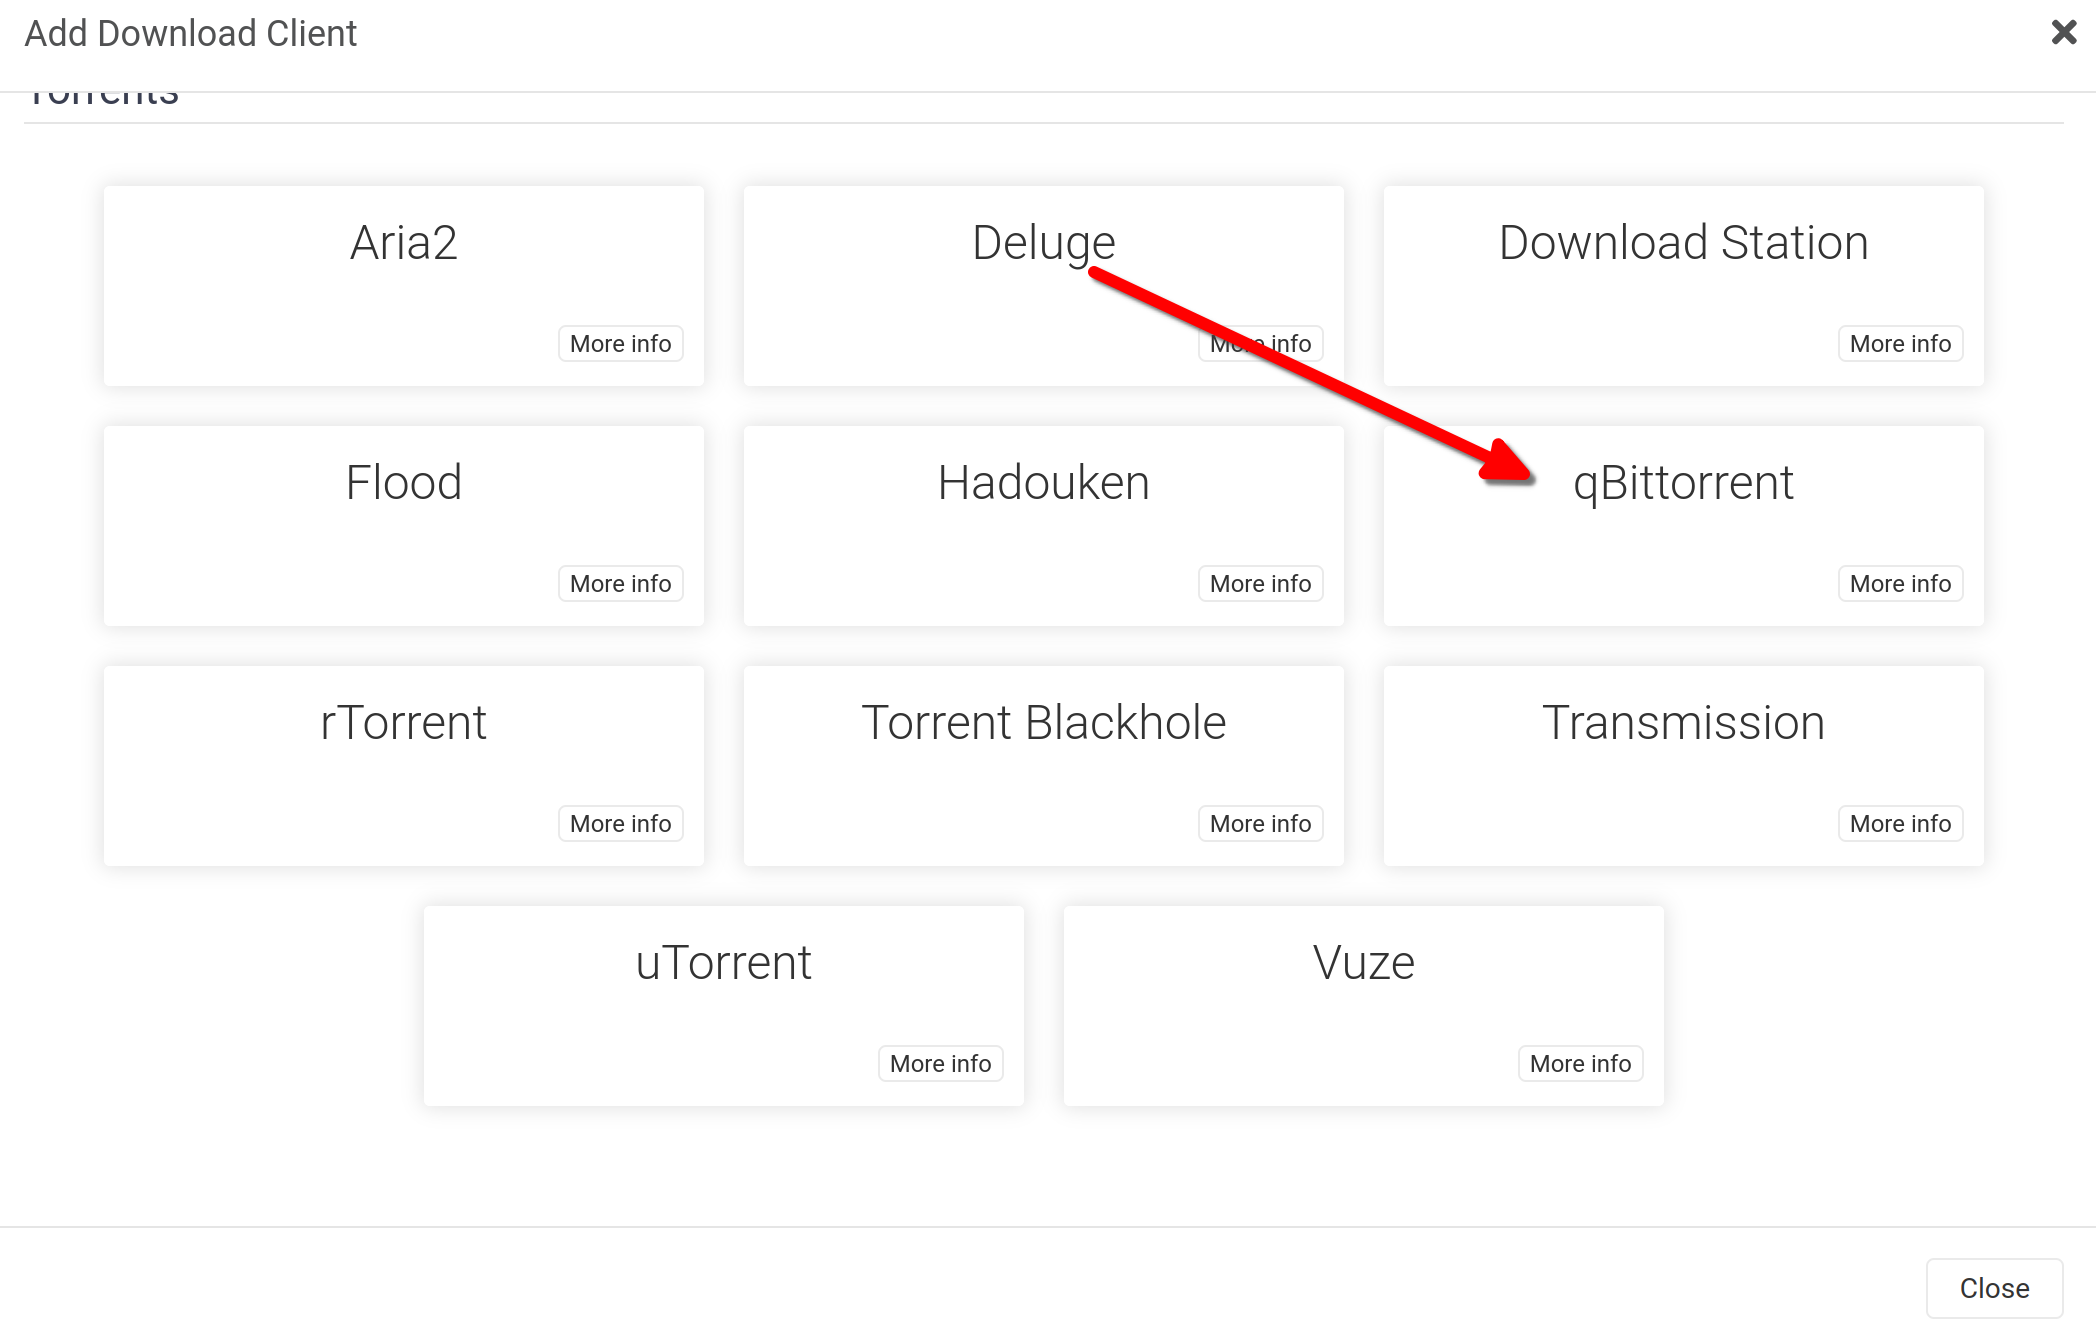 Add Download Client
Torrents
Aria2
More info
Deluge
More info
Download Station
More info
Flood
More info
Hadouken
More info
qBittorrent
More info
rTorrent
More info
Torrent Blackhole
More info
Transmission
More info
uTorrent
More info
Vuze
More info
Close